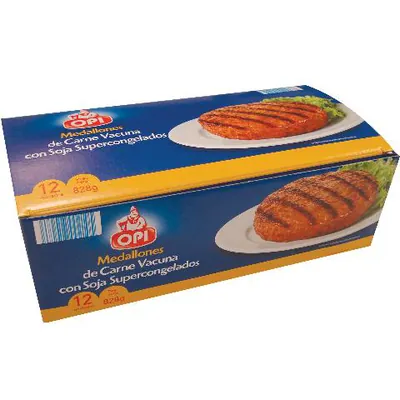 OPI
Medallones
de Carne Vacuna
con Soja Supercongelados
12
828g
OPI
Medallones
de Carne Vacuna
con Soja Supercongelados
12
828g